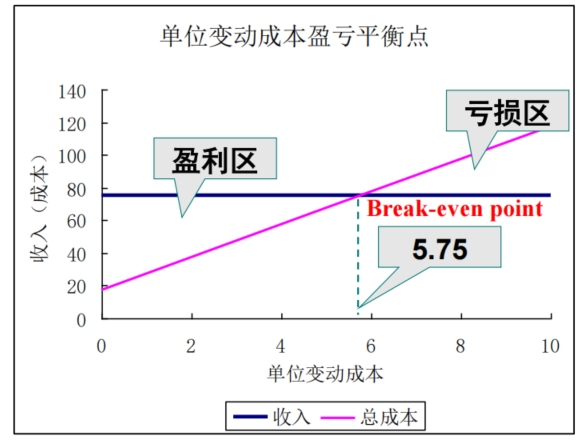 单位变动成本盈亏平衡点
140
120
100
80
60
40
20
0
收入（成本）
盈利区
亏损区
Break-even point
5.75
0 2 4 6 8 10
单位变动成本
收入 总成本